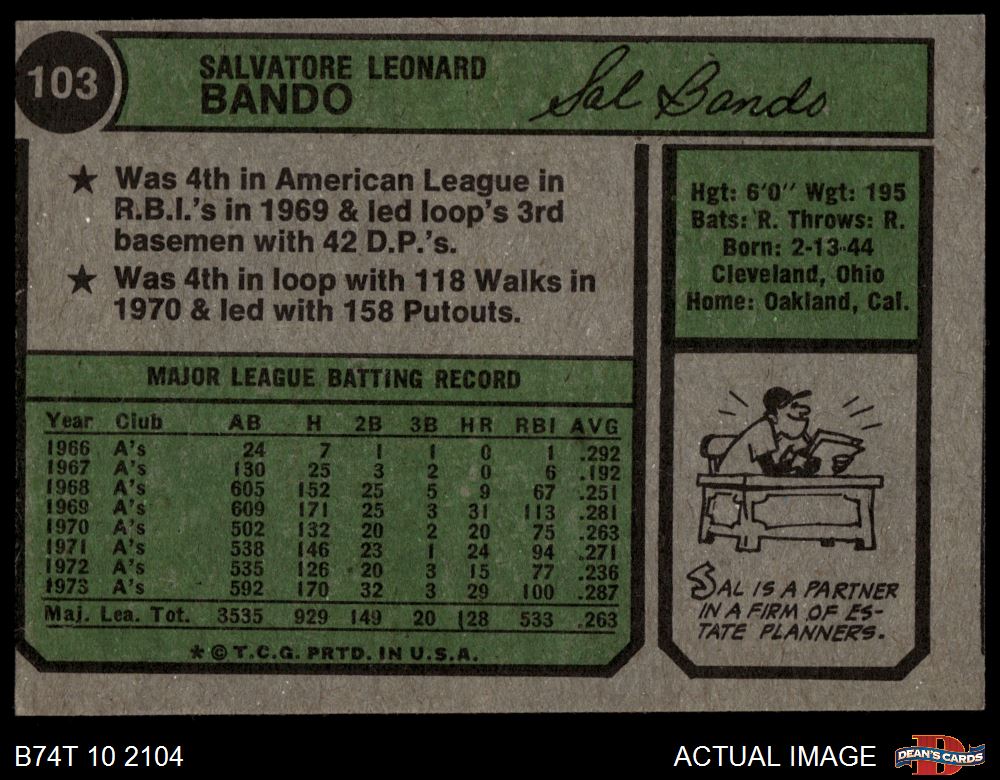 103
SALVATORE LEONARD
BANDO
Sal Bando
★ Was 4th in American League in
R.B.I.'s in 1969 & led loop's 3rd
basemen with 42 D.P.'s.
★ Was 4th in loop with 118 Walks in
1970 & led with 158 Putouts.
Hgt: 6'0" Wgt: 195
Bats: R. Throws: R.
Born: 2-13-44
Cleveland, Ohio
Home: Oakland, Cal.
MAJOR LEAGUE BATTING RECORD
Year Club AB H 2B 3B HR RBI AVG
1966 A's 24 7 1 1 0 1 .292
1967 A's 130 25 3 2 0 6 .192
1968 A's 605 152 25 5 9 67 .251
1969 A's 609 171 25 3 31 113 .281
1970 A's 502 132 20 2 20 75 .263
1971 A's 538 146 23 1 24 94 .271
1972 A's 535 126 20 3 15 77 .236
1973 A's 592 170 32 3 29 100 .287
Maj. Lea. Tot. 3535 929 149 20 128 533 .263
* © T.C.G. PRTD. IN U.S.A.
SAL IS A PARTNER
IN A FIRM OF ES-
TATE PLANNERS.
B74T 10 2104
ACTUAL IMAGE
DEAN'S CARDS